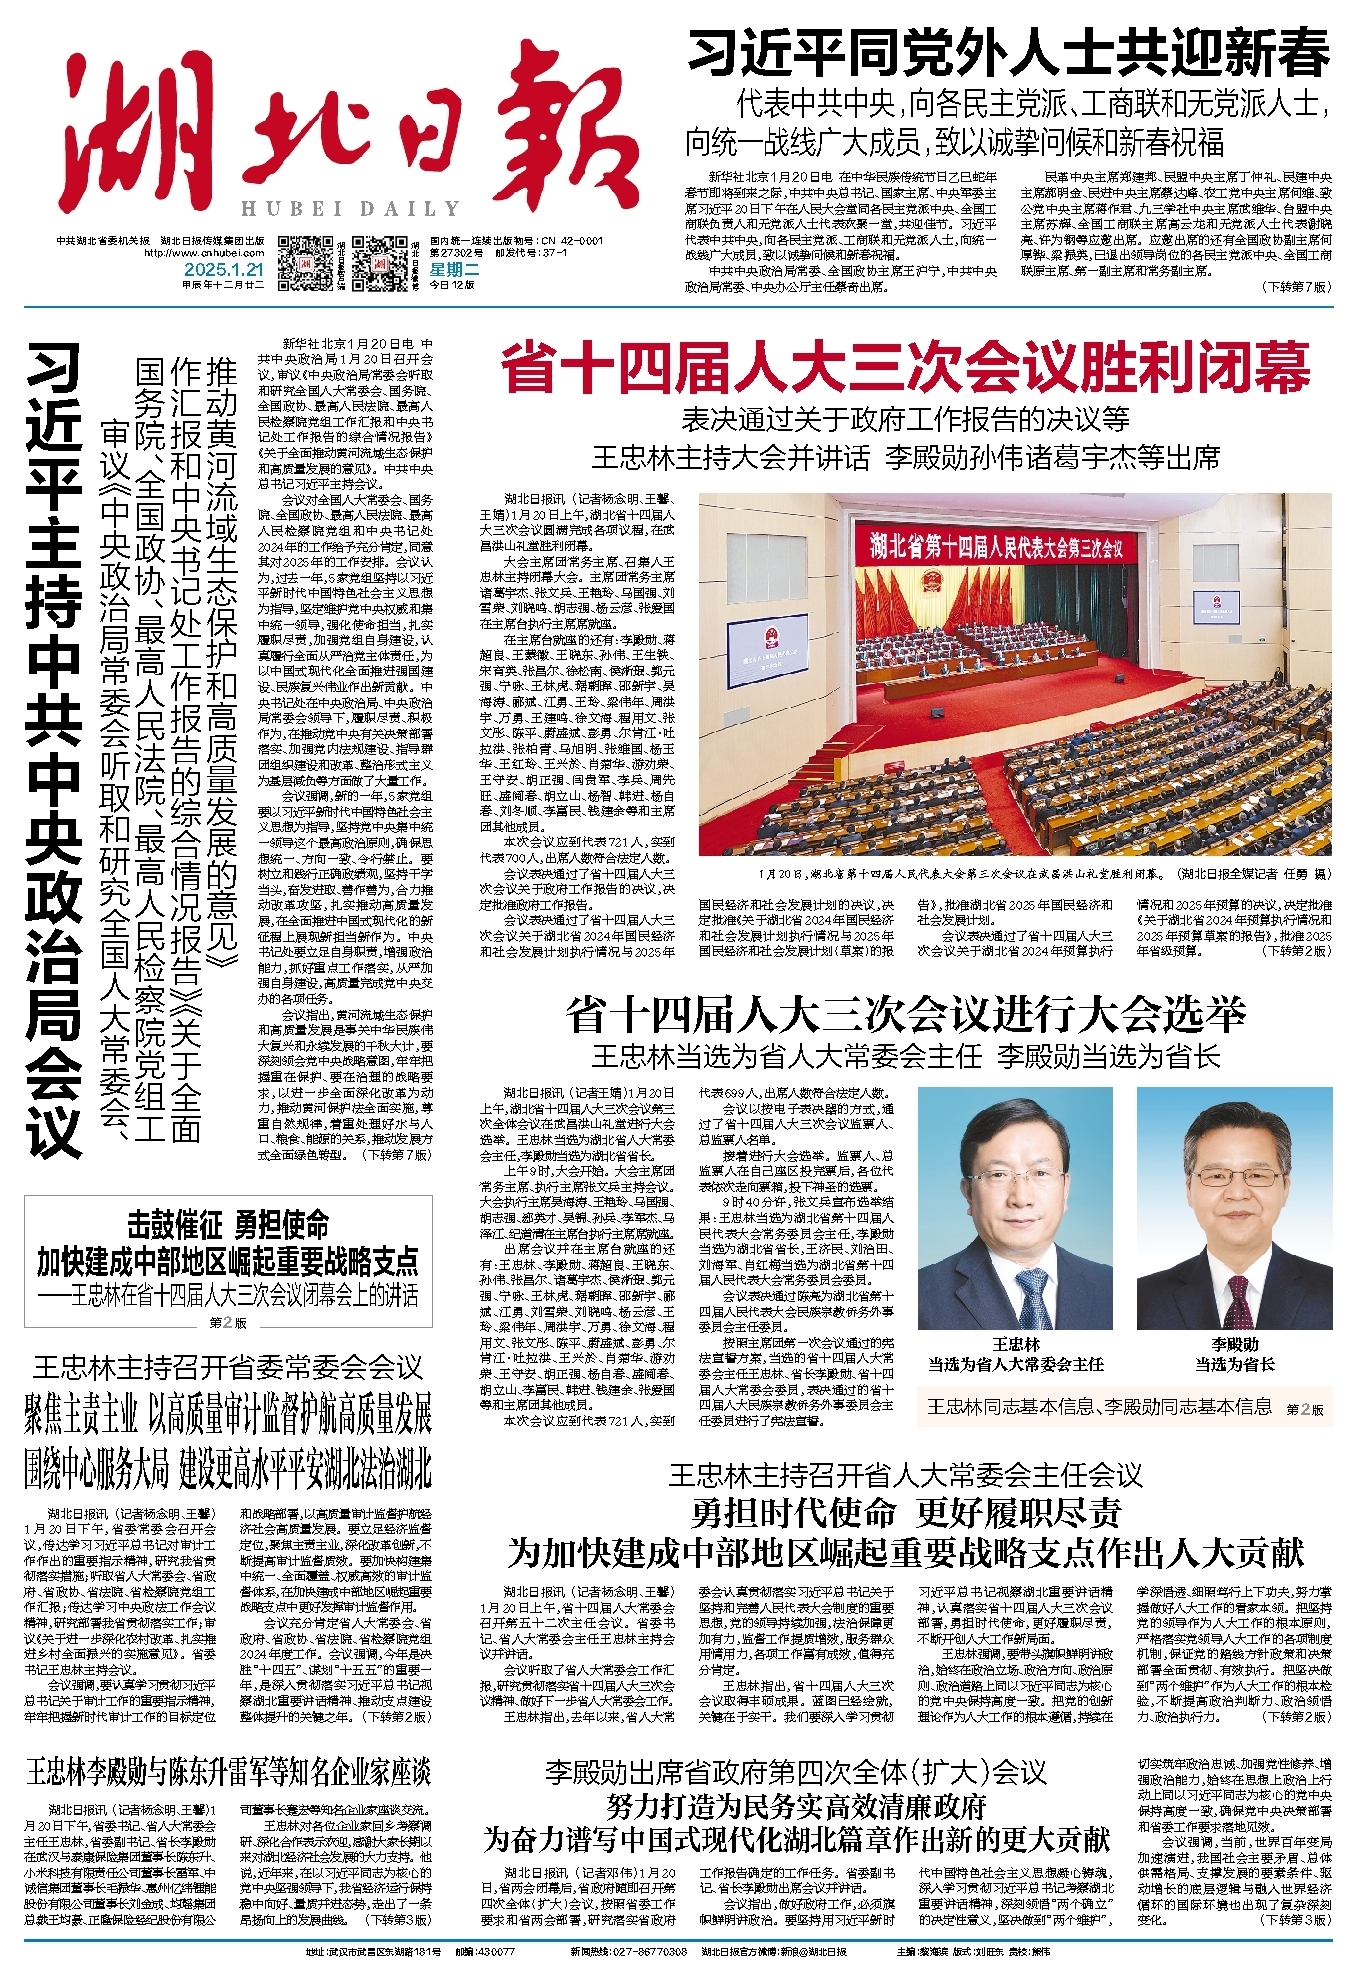 湖北日報
HUBEI DAILY
中共湖北省委机关报 湖北日报传媒集团出版
http://www.cnhubei.com
2025.1.21
甲辰年十二月廿二
国内统一连续出版物号:CN 42-0001
第27302号 邮发代号:37-1
星期二
今日12版
习近平同党外人士共迎新春
代表中共中央,向各民主党派、工商联和无党派人士,
向统一战线广大成员,致以诚挚问候和新春祝福
新华社北京1月20日电 在中华民族传统节日乙巳蛇年
春节即将到来之际,中共中央总书记、国家主席、中央军委主
席习近平20日下午在人民大会堂同各民主党派中央、全国工
商联负责人和无党派人士代表欢聚一堂,共迎佳节。习近平
代表中共中央,向各民主党派、工商联和无党派人士,向统一
战线广大成员,致以诚挚问候和新春祝福。
中共中央政治局常委、全国政协主席王沪宁,中共中央
政治局常委、中央办公厅主任蔡奇出席。
民革中央主席郑建邦、民盟中央主席丁仲礼、民建中央
主席郝明金、民进中央主席蔡达峰、农工党中央主席何维、致
公党中央主席蒋作君、九三学社中央主席武维华、台盟中央
主席苏辉、全国工商联主席高云龙和无党派人士代表谢晓
亮、许为钢等应邀出席。应邀出席的还有全国政协副主席何
厚铧、梁振英,已退出领导岗位的各民主党派中央、全国工商
联原主席、第一副主席和常务副主席。
(下转第7版)
习近平主持中共中央政治局会议
审议《中央政治局常委会听取和研究全国人大常委会、
国务院、全国政协、最高人民法院、最高人民检察院党组工
作汇报和中央书记处工作报告的综合情况报告》《关于全面
推动黄河流域生态保护和高质量发展的意见》
新华社北京1月20日电 中
共中央政治局1月20日召开会
议,审议《中央政治局常委会听取
和研究全国人大常委会、国务院、
全国政协、最高人民法院、最高人
民检察院党组工作汇报和中央书
记处工作报告的综合情况报告》
《关于全面推动黄河流域生态保护
和高质量发展的意见》。中共中央
总书记习近平主持会议。
会议对全国人大常委会、国务
院、全国政协、最高人民法院、最高
人民检察院党组和中央书记处
2024年的工作给予充分肯定,同意
其对2025年的工作安排。会议认
为,过去一年,5家党组坚持以习近
平新时代中国特色社会主义思想
为指导,坚定维护党中央权威和集
中统一领导,强化使命担当,扎实
履职尽责,加强党组自身建设,认
真履行全面从严治党主体责任,为
以中国式现代化全面推进强国建
设、民族复兴伟业作出新贡献。中
央书记处在中央政治局、中央政治
局常委会领导下,履职尽责、积极
作为,在推动党中央有关决策部署
落实、加强党内法规建设、指导群
团组织建设和改革、整治形式主义
为基层减负等方面做了大量工作。
会议强调,新的一年,5家党组
要以习近平新时代中国特色社会主
义思想为指导,坚持党中央集中统
一领导这个最高政治原则,确保思
想统一、方向一致、令行禁止。要
树立和践行正确政绩观,坚持干字
当头,奋发进取、善作善为,合力推
动改革攻坚,扎实推动高质量发
展,在全面推进中国式现代化的新
征程上展现新担当新作为。中央
书记处要立足自身职责,增强政治
能力,抓好重点工作落实,从严加
强自身建设,高质量完成党中央交
办的各项任务。
会议指出,黄河流域生态保护
和高质量发展是事关中华民族伟
大复兴和永续发展的千秋大计,要
深刻领会党中央战略意图,牢牢把
握重在保护、要在治理的战略要
求,以进一步全面深化改革为动
力,推动黄河保护法全面实施,尊
重自然规律,着重处理好水与人
口、粮食、能源的关系,推动发展方
式全面绿色转型。(下转第7版)
省十四届人大三次会议胜利闭幕
表决通过关于政府工作报告的决议等
王忠林主持大会并讲话 李殿勋孙伟诸葛宇杰等出席
湖北日报讯 (记者杨念明、王馨、
王婧)1月20日上午,湖北省十四届人
大三次会议圆满完成各项议程,在武
昌洪山礼堂胜利闭幕。
大会主席团常务主席、召集人王
忠林主持闭幕大会。主席团常务主席
诸葛宇杰、张文兵、王艳玲、马国强、刘
雪荣、刘晓鸣、胡志强、杨云彦、张爱国
在主席台执行主席席就座。
在主席台就座的还有:李殿勋、蒋
超良、王蒙徽、王晓东、孙伟、王生铁、
宋育英、张昌尔、徐松南、侯淅珉、郭元
强、宁咏、王林虎、琚朝晖、邵新宇、吴
海涛、郧斌、江勇、王玲、梁伟年、周洪
宇、万勇、王建鸣、徐文海、程用文、张
文彤、陈平、蔚盛斌、彭勇、尔肯江·吐
拉洪、张柏青、马旭明、张维国、杨玉
华、王红玲、王兴於、肖菊华、游劝荣、
王守安、胡正强、闾贵军、李兵、周先
旺、盛阅春、胡立山、杨智、韩进、杨自
春、刘冬顺、李富民、钱建余等和主席
团其他成员。
本次会议应到代表721人,实到
代表700人,出席人数符合法定人数。
会议表决通过了省十四届人大三
次会议关于政府工作报告的决议,决
定批准政府工作报告。
会议表决通过了省十四届人大三
次会议关于湖北省2024年国民经济
和社会发展计划执行情况与2025年
湖北省第十四届人民代表大会第三次会议
1月20日,湖北省第十四届人民代表大会第三次会议在武昌洪山礼堂胜利闭幕。(湖北日报全媒记者 任勇 摄)
国民经济和社会发展计划的决议,决
定批准《关于湖北省2024年国民经济
和社会发展计划执行情况与2025年
国民经济和社会发展计划(草案)的报
告》,批准湖北省2025年国民经济和
社会发展计划。
会议表决通过了省十四届人大三
次会议关于湖北省2024年预算执行
情况和2025年预算的决议,决定批准
《关于湖北省2024年预算执行情况和
2025年预算草案的报告》,批准2025
年省级预算。(下转第2版)
省十四届人大三次会议进行大会选举
王忠林当选为省人大常委会主任 李殿勋当选为省长
湖北日报讯 (记者王婧)1月20日
上午,湖北省十四届人大三次会议第三
次全体会议在武昌洪山礼堂进行大会
选举。王忠林当选为湖北省人大常委
会主任,李殿勋当选为湖北省省长。
上午9时,大会开始。大会主席团
常务主席、执行主席张文兵主持会议。
大会执行主席吴海涛、王艳玲、马国强、
胡志强、郄英才、吴锦、孙兵、李军杰、马
泽江、纪道清在主席台执行主席席就座。
出席会议并在主席台就座的还
有:王忠林、李殿勋、蒋超良、王晓东、
孙伟、张昌尔、诸葛宇杰、侯淅珉、郭元
强、宁咏、王林虎、琚朝晖、邵新宇、郧
斌、江勇、刘雪荣、刘晓鸣、杨云彦、王
玲、梁伟年、周洪宇、万勇、徐文海、程
用文、张文彤、陈平、蔚盛斌、彭勇、尔
肯江·吐拉洪、王兴於、肖菊华、游劝
荣、王守安、胡正强、杨自春、盛阅春、
胡立山、李富民、韩进、钱建余、张爱国
等和主席团其他成员。
本次会议应到代表721人,实到
代表699人,出席人数符合法定人数。
会议以按电子表决器的方式,通
过了省十四届人大三次会议监票人、
总监票人名单。
接着进行大会选举。监票人、总
监票人在自己座区投完票后,各位代
表依次走向票箱,投下神圣的选票。
9时40分许,张文兵宣布选举结
果:王忠林当选为湖北省第十四届人
民代表大会常务委员会主任,李殿勋
当选为湖北省省长,王济民、刘治田、
刘海军、肖红梅当选为湖北省第十四
届人民代表大会常务委员会委员。
会议表决通过陈亮为湖北省第十
四届人民代表大会民族宗教侨务外事
委员会主任委员。
按照主席团第一次会议通过的宪
法宣誓方案,当选的省十四届人大常
委会主任王忠林、省长李殿勋、省十四
届人大常委会委员,表决通过的省十
四届人大民族宗教侨务外事委员会主
任委员进行了宪法宣誓。
王忠林
当选为省人大常委会主任
李殿勋
当选为省长
王忠林同志基本信息、李殿勋同志基本信息 第2版
击鼓催征 勇担使命
加快建成中部地区崛起重要战略支点
——王忠林在省十四届人大三次会议闭幕会上的讲话
第2版
王忠林主持召开省委常委会会议
聚焦主责主业 以高质量审计监督护航高质量发展
围绕中心服务大局 建设更高水平平安湖北法治湖北
湖北日报讯 (记者杨念明、王馨)
1月20日下午,省委常委会召开会
议,传达学习习近平总书记对审计工
作作出的重要指示精神,研究我省贯
彻落实措施;听取省人大常委会、省政
府、省政协、省法院、省检察院党组工
作汇报;传达学习中央政法工作会议
精神,研究部署我省贯彻落实工作;审
议《关于进一步深化农村改革、扎实推
进乡村全面振兴的实施意见》。省委
书记王忠林主持会议。
会议强调,要认真学习贯彻习近平
总书记关于审计工作的重要指示精神,
牢牢把握新时代审计工作的目标定位
和战略部署,以高质量审计监督护航经
济社会高质量发展。要立足经济监督
定位,聚焦主责主业,深化改革创新,不
断提高审计监督质效。要加快构建集
中统一、全面覆盖、权威高效的审计监
督体系,在加快建成中部地区崛起重要
战略支点中更好发挥审计监督作用。
会议充分肯定省人大常委会、省
政府、省政协、省法院、省检察院党组
2024年度工作。会议强调,今年是决
胜“十四五”、谋划“十五五”的重要一
年,是深入贯彻落实习近平总书记视
察湖北重要讲话精神、推动支点建设
整体提升的关键之年。(下转第2版)
王忠林主持召开省人大常委会主任会议
勇担时代使命 更好履职尽责
为加快建成中部地区崛起重要战略支点作出人大贡献
湖北日报讯 (记者杨念明、王馨)
1月20日上午,省十四届人大常委会
召开第五十二次主任会议。省委书
记、省人大常委会主任王忠林主持会
议并讲话。
会议听取了省人大常委会工作汇
报,研究贯彻落实省十四届人大三次会
议精神、做好下一步省人大常委会工作。
王忠林指出,去年以来,省人大常
委会认真贯彻落实习近平总书记关于
坚持和完善人民代表大会制度的重要
思想,党的领导持续加强,法治保障更
加有力,监督工作提质增效,服务群众
用情用力,各项工作富有成效,值得充
分肯定。
王忠林指出,省十四届人大三次
会议取得丰硕成果。蓝图已经绘就,
关键在于实干。我们要深入学习贯彻
习近平总书记视察湖北重要讲话精
神,认真落实省十四届人大三次会议
部署,勇担时代使命,更好履职尽责,
不断开创人大工作新局面。
王忠林强调,要带头旗帜鲜明讲政
治,始终在政治立场、政治方向、政治原
则、政治道路上同以习近平同志为核心
的党中央保持高度一致。把党的创新
理论作为人大工作的根本遵循,持续在
学深悟透、细照笃行上下功夫,努力掌
握做好人大工作的看家本领。把坚持
党的领导作为人大工作的根本原则,
严格落实党领导人大工作的各项制度
机制,保证党的路线方针政策和决策
部署全面贯彻、有效执行。把坚决做
到“两个维护”作为人大工作的根本检
验,不断提高政治判断力、政治领悟
力、政治执行力。(下转第2版)
王忠林李殿勋与陈东升雷军等知名企业家座谈
湖北日报讯 (记者杨念明、王馨)1
月20日下午,省委书记、省人大常委会
主任王忠林,省委副书记、省长李殿勋
在武汉与泰康保险集团董事长陈东升、
小米科技有限责任公司董事长雷军、中
诚信集团董事长毛振华、惠州亿纬锂能
股份有限公司董事长刘金成、均瑶集团
总裁王均豪、正隆保险经纪股份有限公
司董事长蹇宏等知名企业家座谈交流。
王忠林对各位企业家回乡考察调
研、深化合作表示欢迎,感谢大家长期以
来对湖北经济社会发展的大力支持。他
说,近年来,在以习近平同志为核心的
党中央坚强领导下,我省经济运行保持
稳中向好、量质并进态势,走出了一条
昂扬向上的发展曲线。(下转第3版)
李殿勋出席省政府第四次全体(扩大)会议
努力打造为民务实高效清廉政府
为奋力谱写中国式现代化湖北篇章作出新的更大贡献
湖北日报讯 (记者邓伟)1月20
日,省两会闭幕后,省政府随即召开第
四次全体(扩大)会议,按照省委工作
要求和省两会部署,研究落实省政府
工作报告确定的工作任务。省委副书
记、省长李殿勋出席会议并讲话。
会议指出,做好政府工作,必须旗
帜鲜明讲政治。要坚持用习近平新时
代中国特色社会主义思想凝心铸魂,
深入学习贯彻习近平总书记考察湖北
重要讲话精神,深刻领悟“两个确立”
的决定性意义,坚决做到“两个维护”,
切实筑牢政治忠诚、加强党性修养、增
强政治能力,始终在思想上政治上行
动上同以习近平同志为核心的党中央
保持高度一致,确保党中央决策部署
和省委工作要求落地见效。
会议强调,当前,世界百年变局
加速演进,我国社会主要矛盾、总体
供需格局、支撑发展的要素条件、驱
动增长的底层逻辑与融入世界经济
循环的国际环境也出现了复杂深刻
变化。(下转第3版)
地址:武汉市武昌区东湖路181号 邮编:430077 新闻热线:027-86770308 湖北日报官方微博:新浪@湖北日报 主编:黎海滨 版式:刘旺东 责校:熊伟